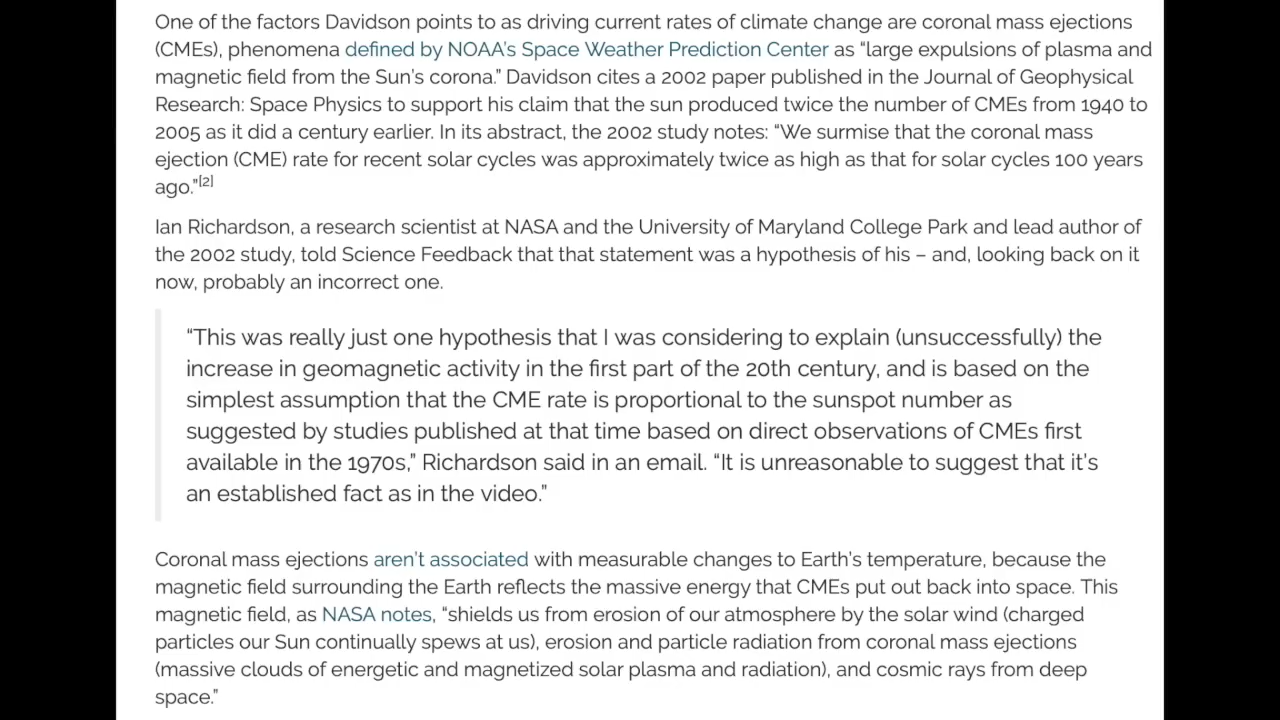 One of the factors Davidson points to as driving current rates of climate change are coronal mass ejections
(CMEs), phenomena defined by NOAA’s Space Weather Prediction Center as “large expulsions of plasma and
magnetic field from the Sun’s corona.” Davidson cites a 2002 paper published in the Journal of Geophysical
Research: Space Physics to support his claim that the sun produced twice the number of CMEs from 1940 to
2005 as it did a century earlier. In its abstract, the 2002 study notes: “We surmise that the coronal mass
ejection (CME) rate for recent solar cycles was approximately twice as high as that for solar cycles 100 years
ago.”[2]
Ian Richardson, a research scientist at NASA and the University of Maryland College Park and lead author of
the 2002 study, told Science Feedback that that statement was a hypothesis of his – and, looking back on it
now, probably an incorrect one.
“This was really just one hypothesis that I was considering to explain (unsuccessfully) the
increase in geomagnetic activity in the first part of the 20th century, and is based on the
simplest assumption that the CME rate is proportional to the sunspot number as
suggested by studies published at that time based on direct observations of CMEs first
available in the 1970s,” Richardson said in an email. “It is unreasonable to suggest that it’s
an established fact as in the video.”
Coronal mass ejections aren’t associated with measurable changes to Earth’s temperature, because the
magnetic field surrounding the Earth reflects the massive energy that CMEs put out back into space. This
magnetic field, as NASA notes, “shields us from erosion of our atmosphere by the solar wind (charged
particles our Sun continually spews at us), erosion and particle radiation from coronal mass ejections
(massive clouds of energetic and magnetized solar plasma and radiation), and cosmic rays from deep
space.”